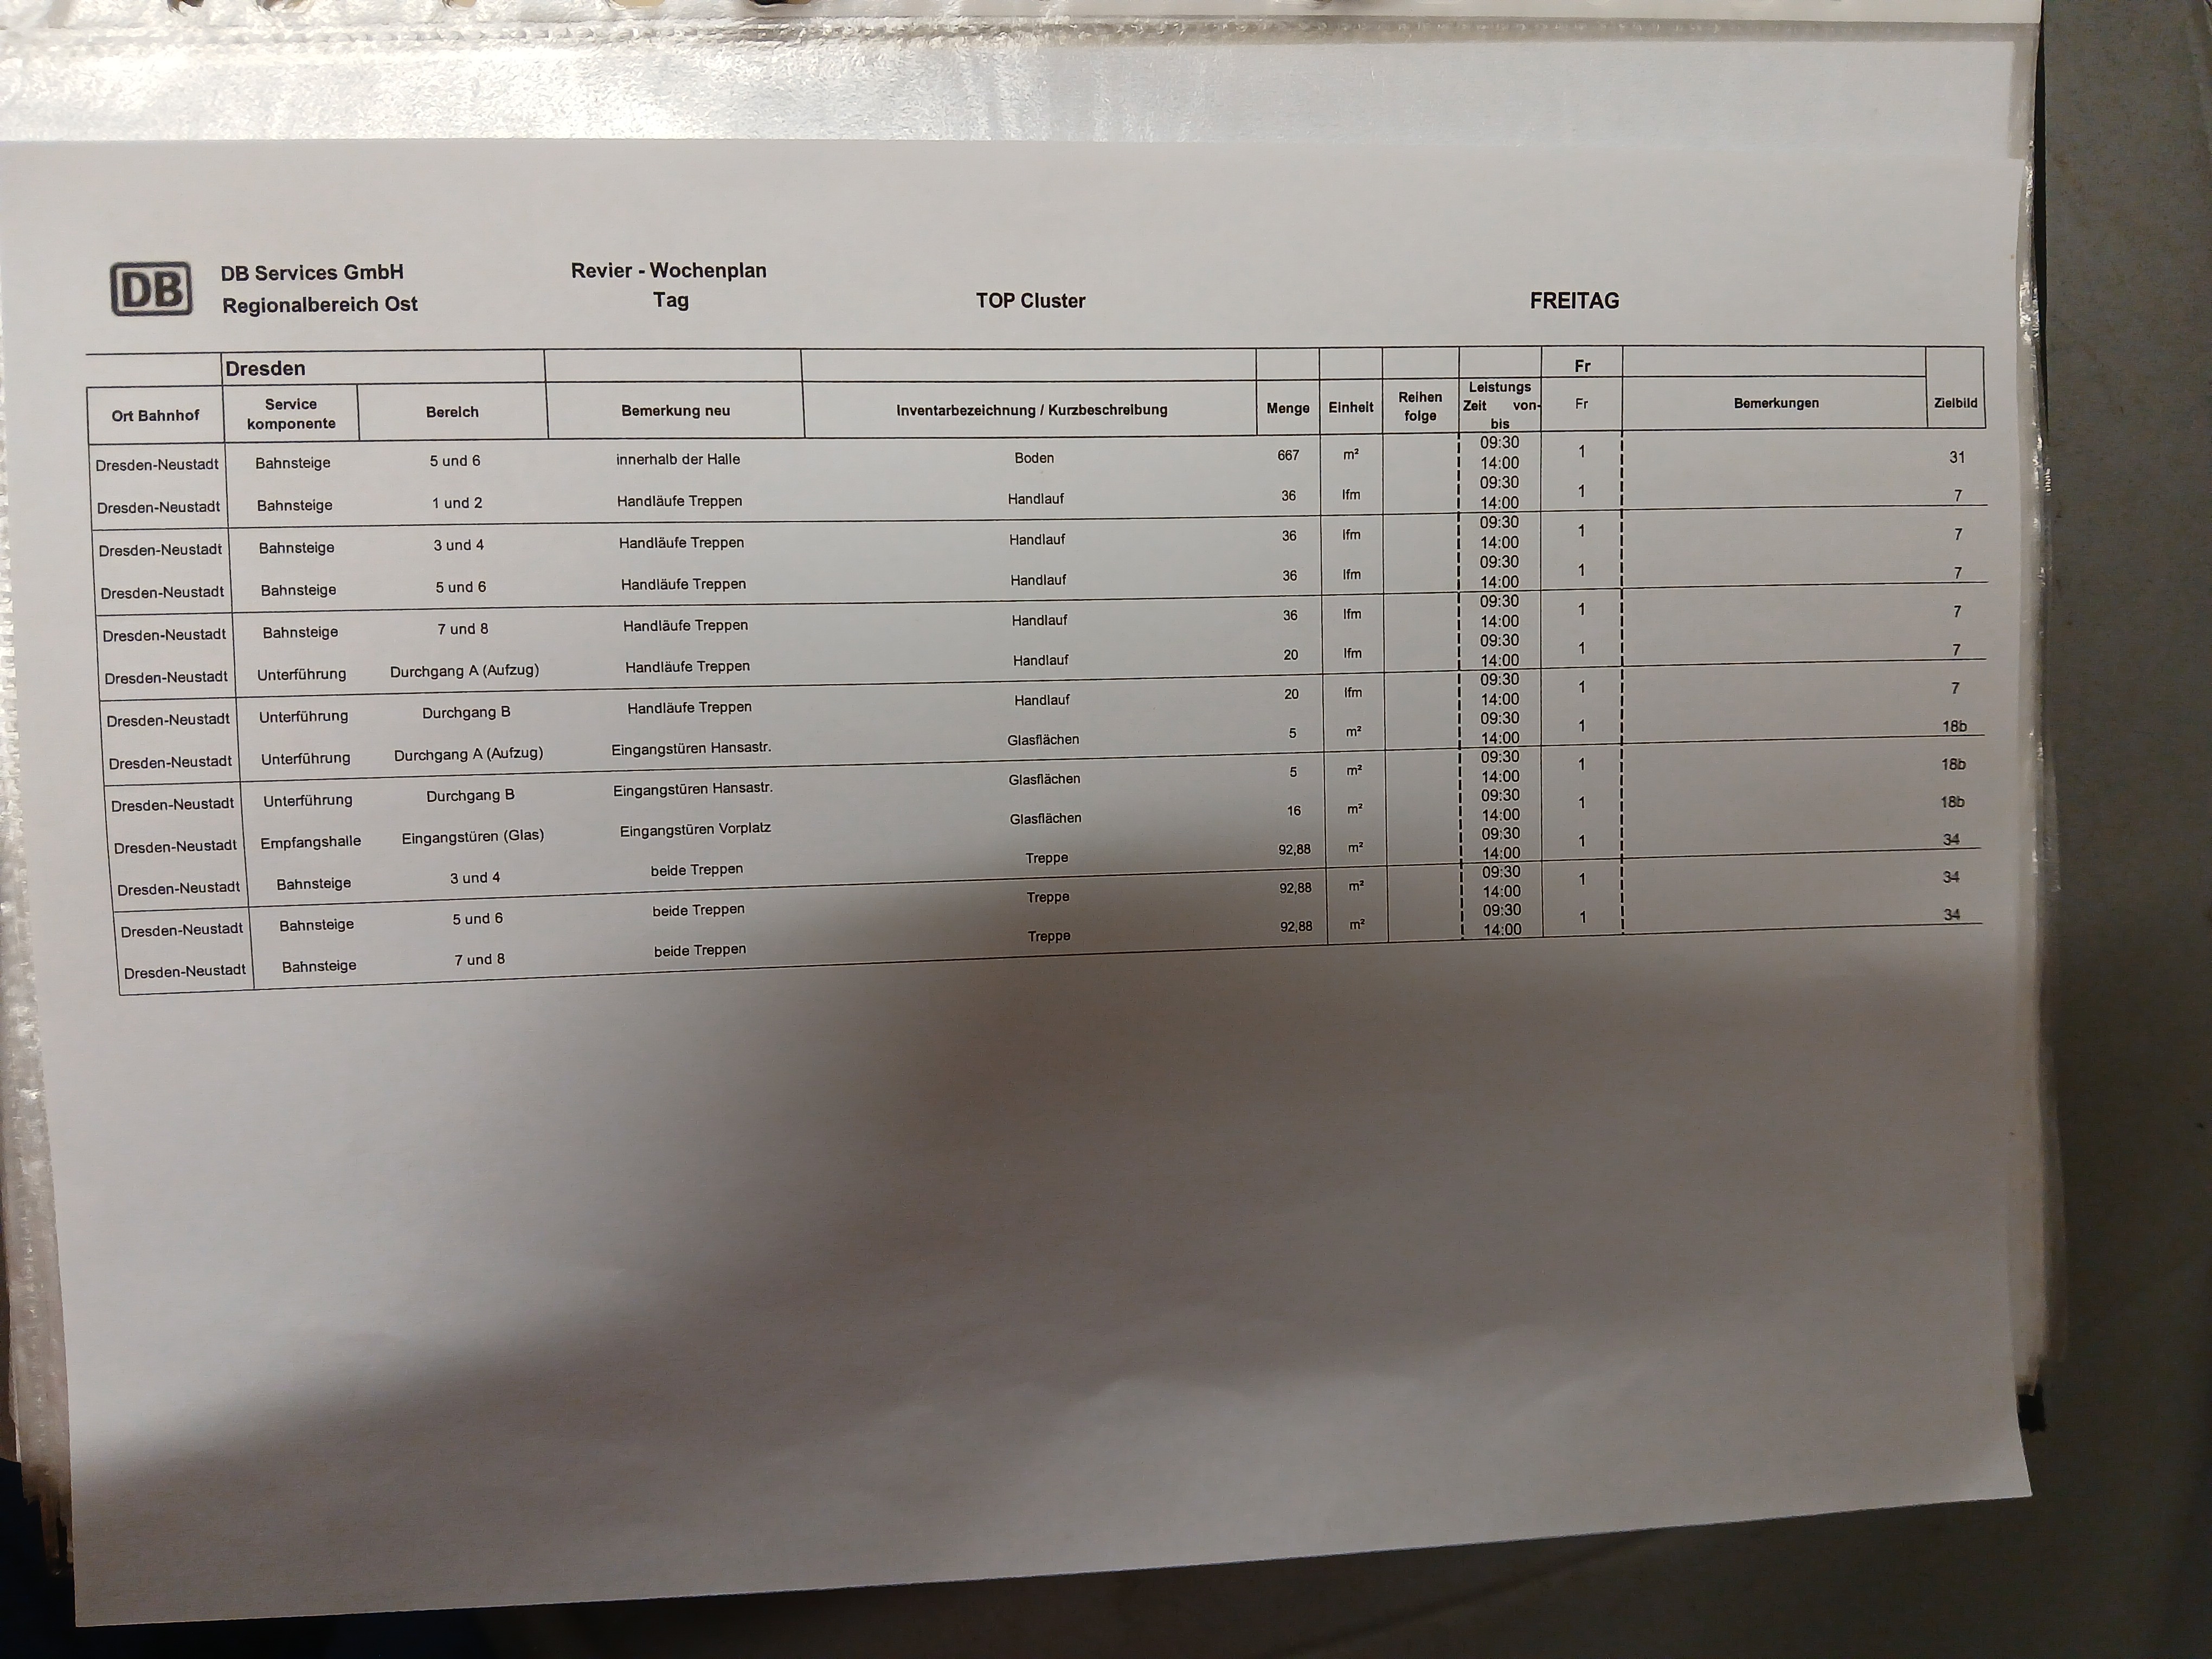 DB
DB Services GmbH
Regionalbereich Ost
Revier - Wochenplan
Tag
TOP Cluster
FREITAG
Dresden Fr
Ort Bahnhof Service komponente Bereich Bemerkung neu Inventarbezeichnung / Kurzbeschreibung Menge Einheit Reihen folge Leistungs Zeit von- bis Fr Bemerkungen Zielbild
Dresden-Neustadt Bahnsteige 5 und 6 innerhalb der Halle Boden 667 m² 09:30 14:00 1 31
Dresden-Neustadt Bahnsteige 1 und 2 Handläufe Treppen Handlauf 36 lfm 09:30 14:00 1 7
Dresden-Neustadt Bahnsteige 3 und 4 Handläufe Treppen Handlauf 36 lfm 09:30 14:00 1 7
Dresden-Neustadt Bahnsteige 5 und 6 Handläufe Treppen Handlauf 36 lfm 09:30 14:00 1 7
Dresden-Neustadt Bahnsteige 7 und 8 Handläufe Treppen Handlauf 36 lfm 09:30 14:00 1 7
Dresden-Neustadt Unterführung Durchgang A (Aufzug) Handläufe Treppen Handlauf 20 lfm 09:30 14:00 1 7
Dresden-Neustadt Unterführung Durchgang B Handläufe Treppen Handlauf 20 lfm 09:30 14:00 1 7
Dresden-Neustadt Unterführung Durchgang A (Aufzug) Eingangstüren Hansastr. Glasflächen 5 m² 09:30 14:00 1 18b
Dresden-Neustadt Unterführung Durchgang B Eingangstüren Hansastr. Glasflächen 5 m² 09:30 14:00 1 18b
Dresden-Neustadt Empfangshalle Eingangstüren (Glas) Eingangstüren Vorplatz Glasflächen 16 m² 09:30 14:00 1 18b
Dresden-Neustadt Bahnsteige 3 und 4 beide Treppen Treppe 92,88 m² 09:30 14:00 1 34
Dresden-Neustadt Bahnsteige 5 und 6 beide Treppen Treppe 92,88 m² 09:30 14:00 1 34
Dresden-Neustadt Bahnsteige 7 und 8 beide Treppen Treppe 92,88 m² 09:30 14:00 1 34